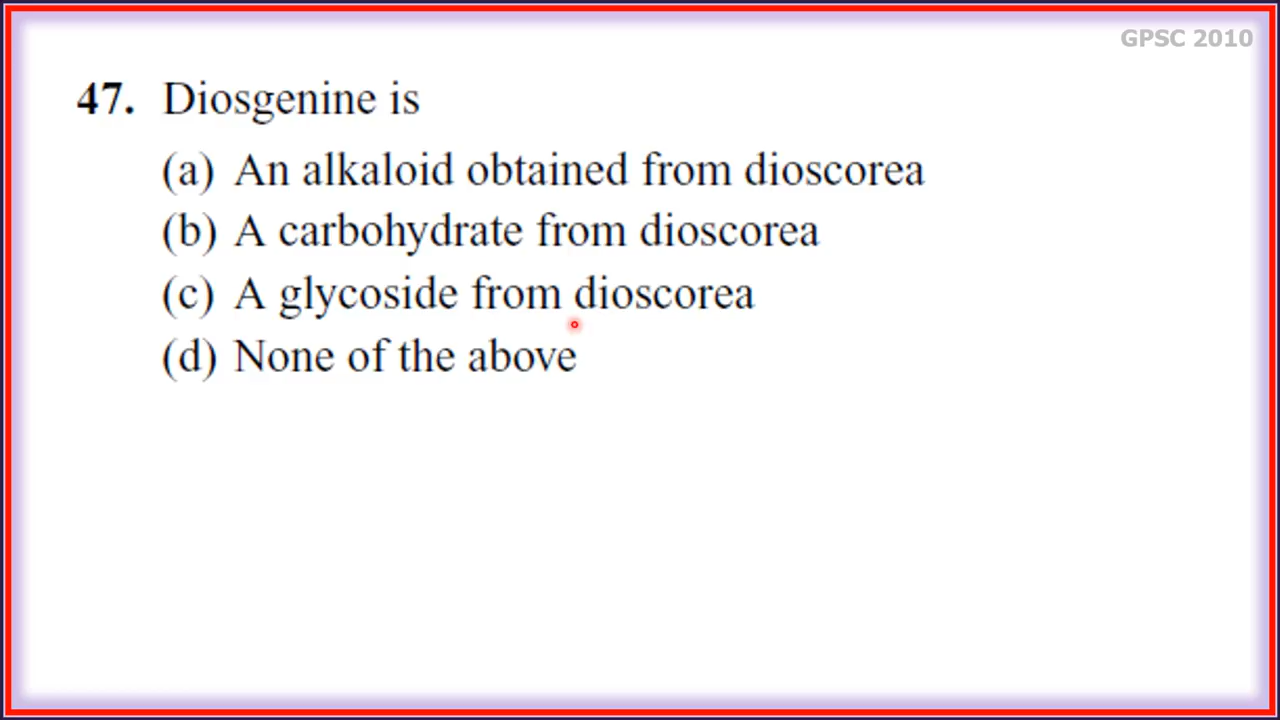 GPSC 2010
47. Diosgenine is
(a) An alkaloid obtained from dioscorea
(b) A carbohydrate from dioscorea
(c) A glycoside from dioscorea
(d) None of the above